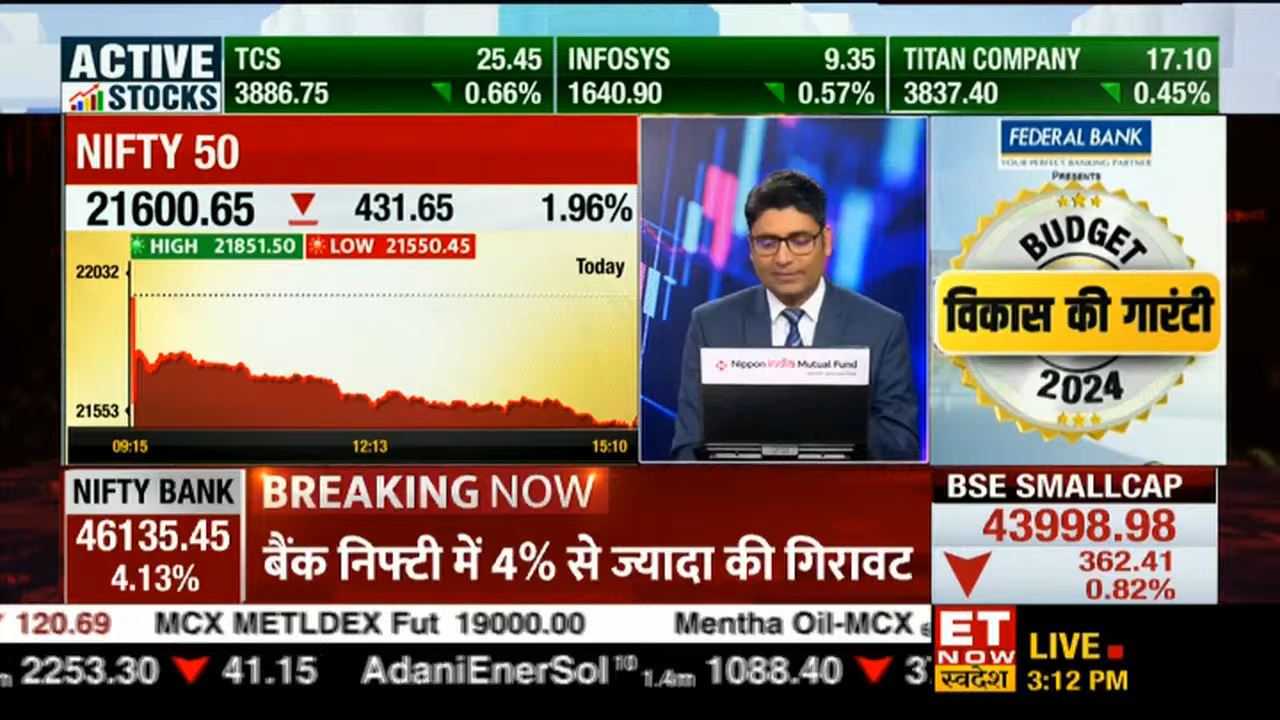 ACTIVE
STOCKS
TCS 25.45
3886.75 0.66%
INFOSYS 9.35
1640.90 0.57%
TITAN COMPANY 17.10
3837.40 0.45%
NIFTY 50
21600.65 431.65 1.96%
HIGH 21851.50 LOW 21550.45
Today
22032
21553
09:15 12:13 15:10
Nippon india Mutual Fund
FEDERAL BANK
YOUR PERFECT BANKING PARTNER
PRESENTS
BUDGET
विकास की गारंटी
2024
NIFTY BANK
46135.45
4.13%
BREAKING NOW
बैंक निफ्टी में 4% से ज्यादा की गिरावट
BSE SMALLCAP
43998.98
362.41
0.82%
120.69 MCX METLDEX Fut 19000.00 Mentha Oil-MCX
2253.30 41.15 AdaniEnerSol 1.4m 1088.40
ET
NOW
स्वदेश
LIVE
3:12 PM